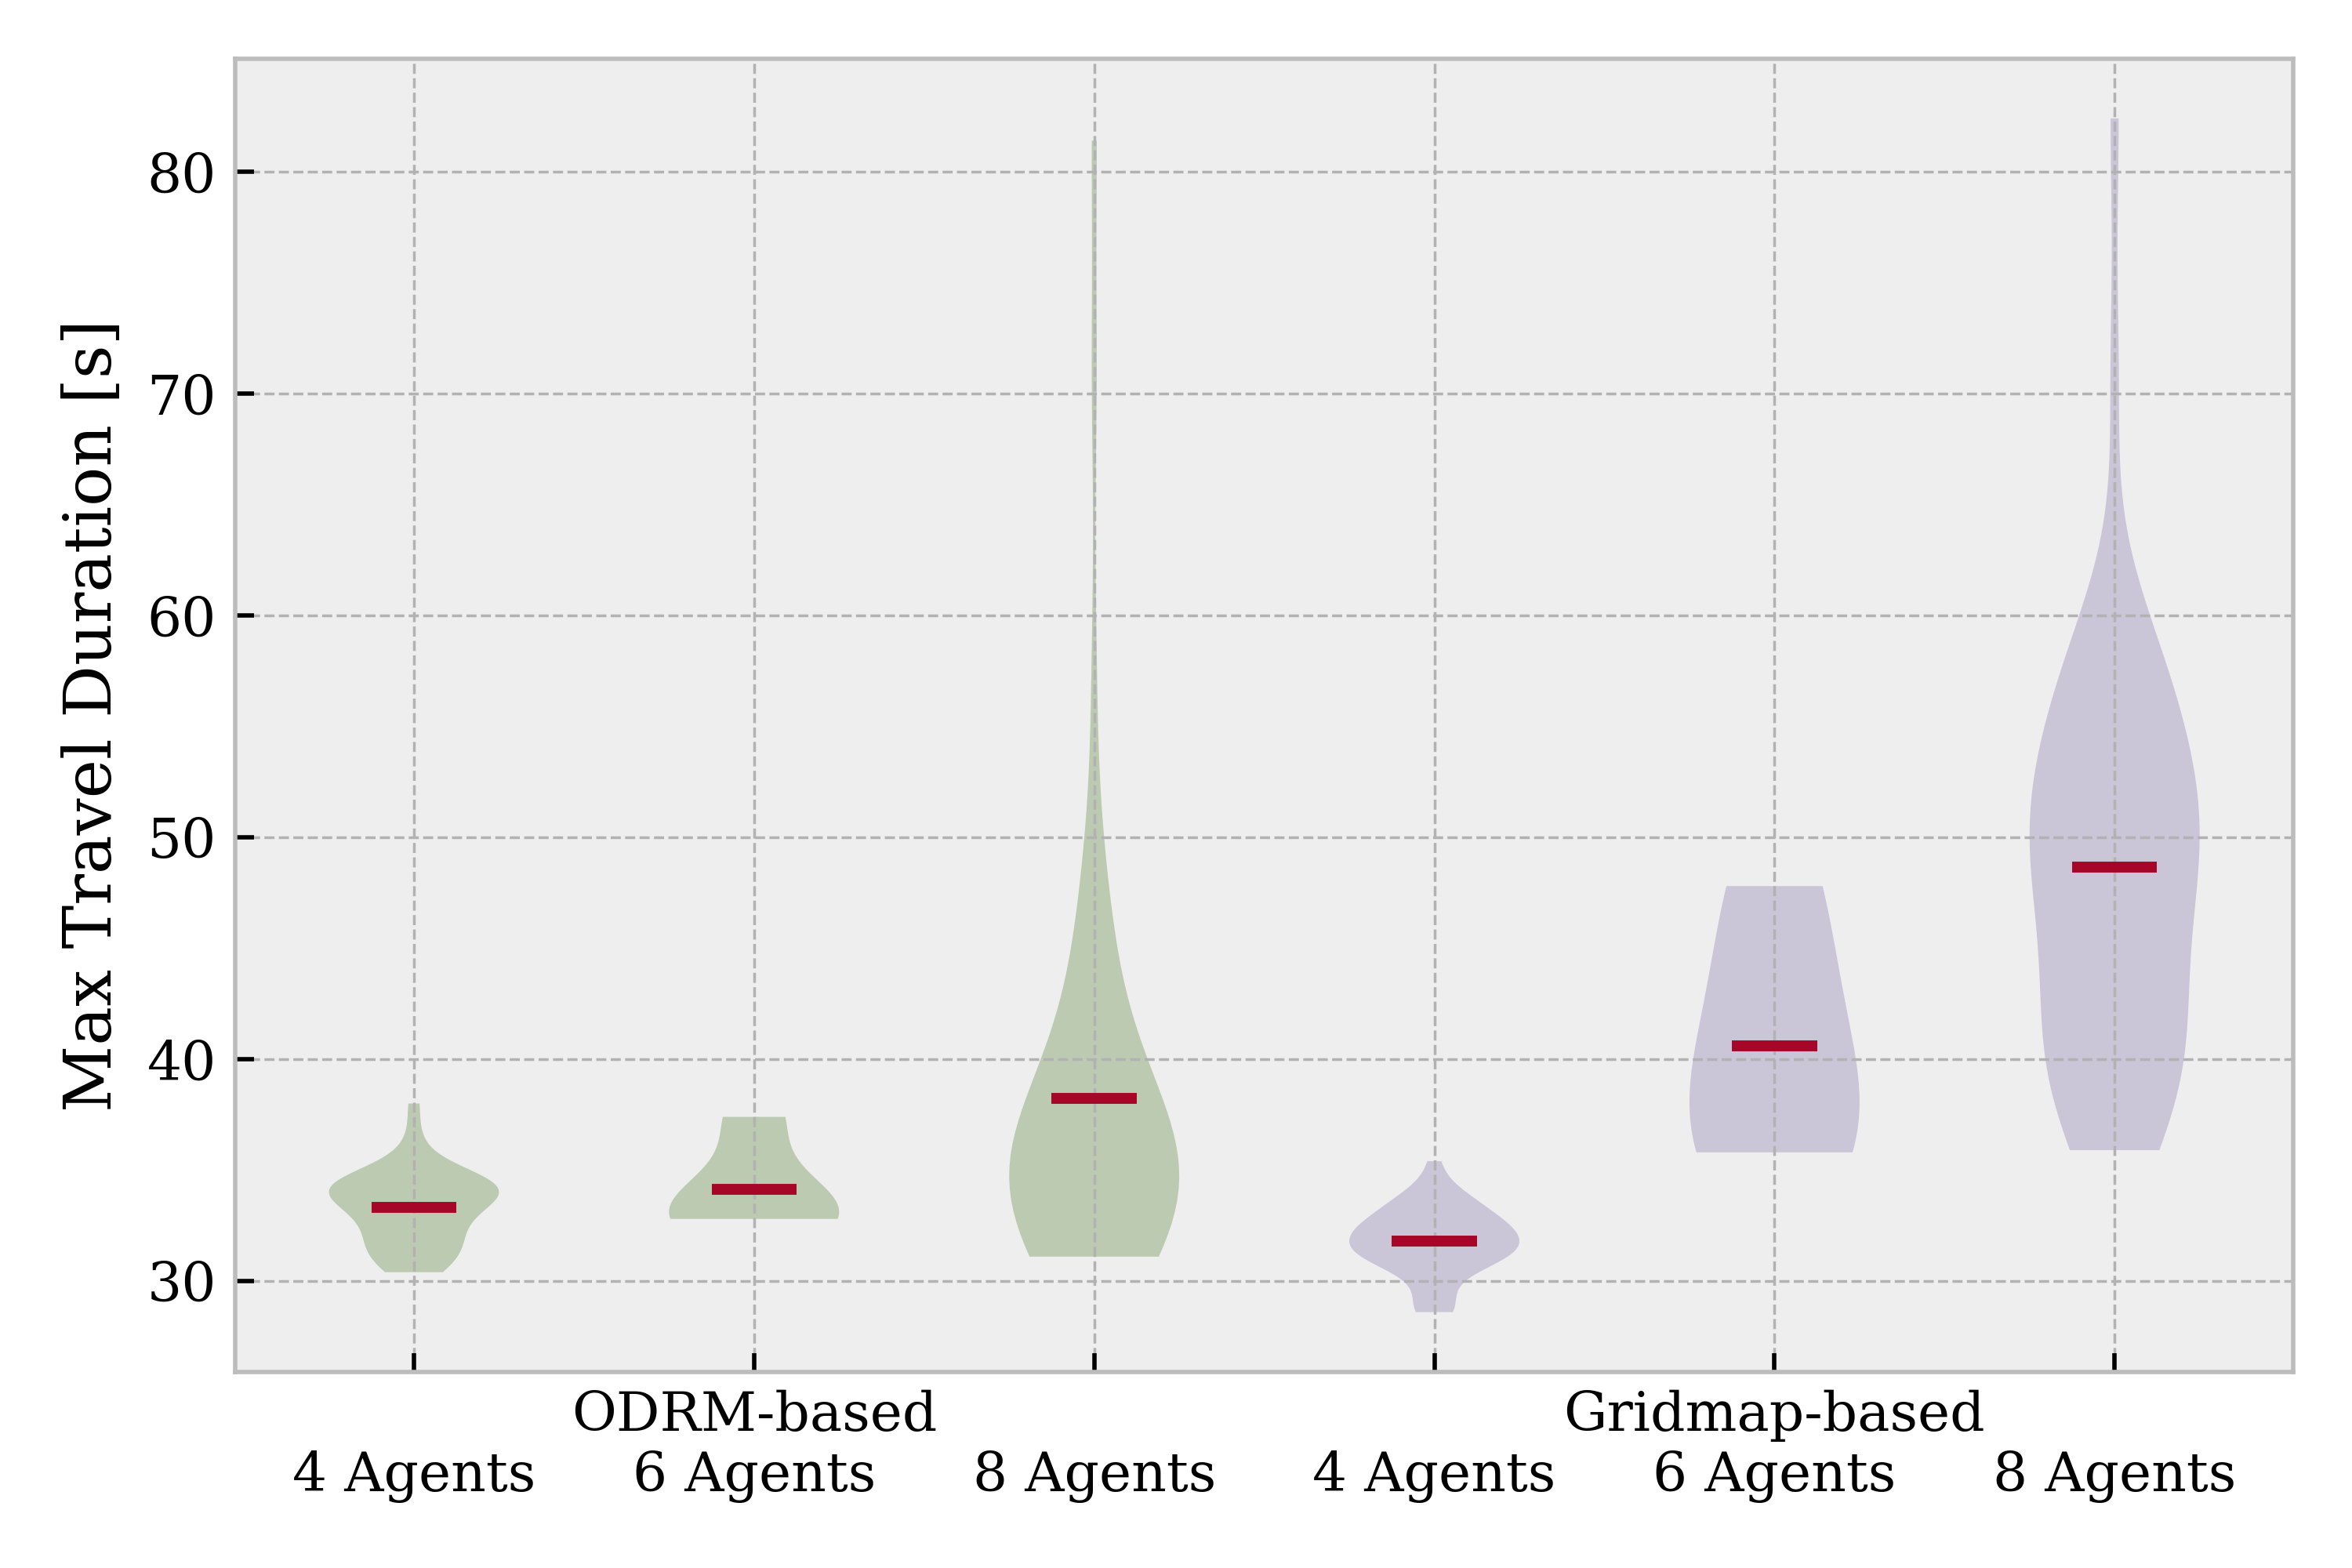 Max Travel Duration [s]
80
70
60
50
40
30
ODRM-based
Gridmap-based
4 Agents
6 Agents
8 Agents
4 Agents
6 Agents
8 Agents